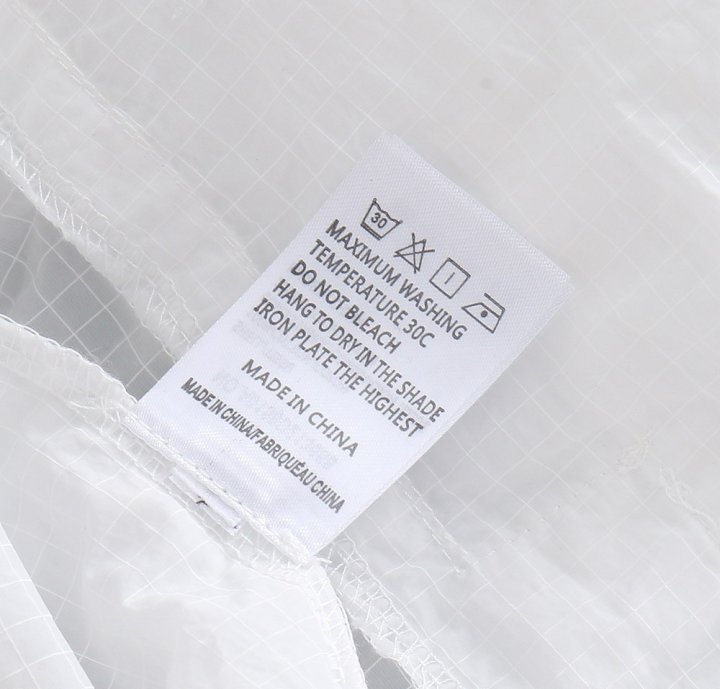 30
MAXIMUM WASHING
TEMPERATURE 30C
DO NOT BLEACH
HANG TO DRY IN THE SHADE
IRON PLATE THE HIGHEST
MADE IN CHINA
MADE IN CHINA/FABRIQUÉAU CHINA